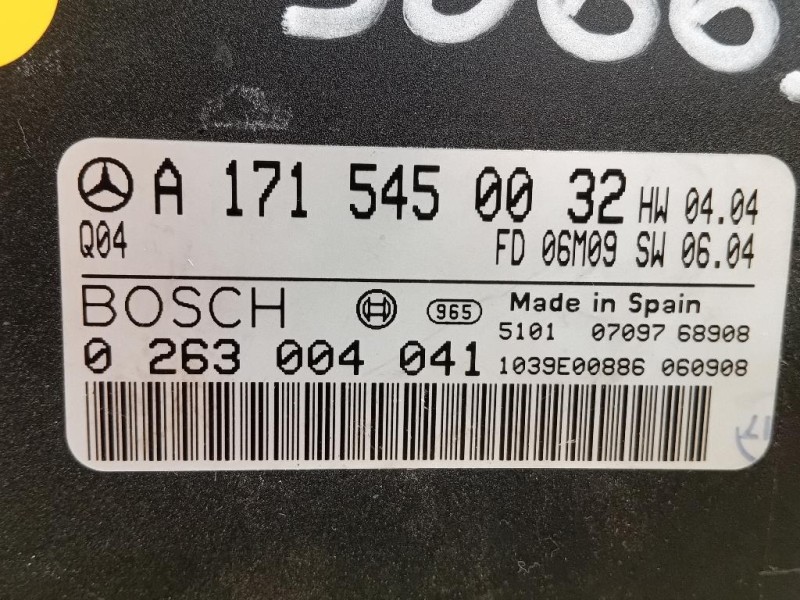 A 171 545 00 32 HW 04.04
Q04 FD 06M09 SW 06.04
BOSCH 965 Made in Spain
5101 07097 68908
0 263 004 041 1039E00886 060908
17